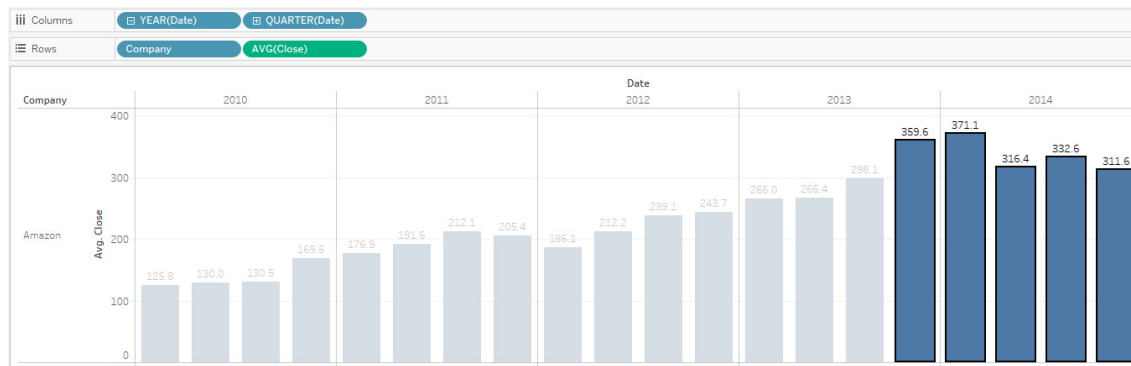 Columns YEAR(Date) QUARTER(Date)
Rows Company AVG(Close)
Date
Company 2010 2011 2012 2013 2014
400
359.6 371.1
316.4 332.6 311.6
300
298.1
266.0 266.4
239.1 243.7
212.1 205.4 212.2
Amazon Avg. Close 200
176.9 191.6 186.1
169.5
125.8 130.0 130.5
100
0